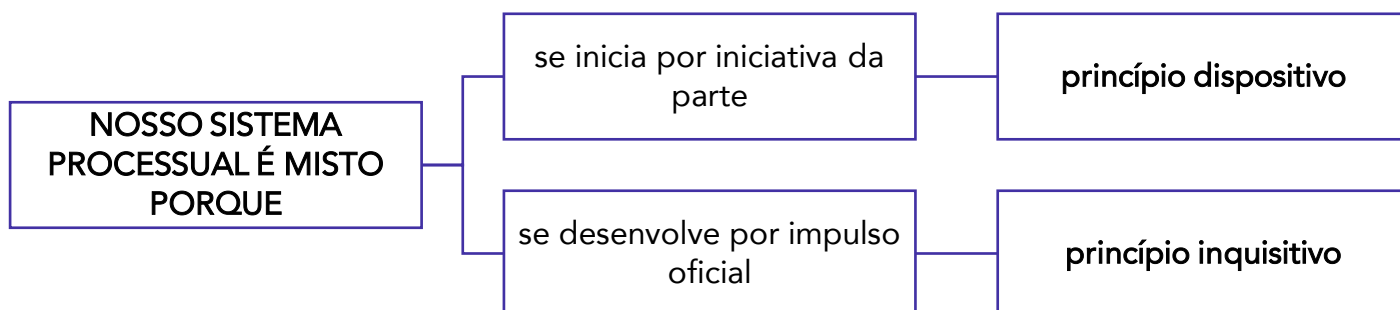 NOSSO SISTEMA
PROCESSUAL É MISTO
PORQUE
se inicia por iniciativa da
parte
princípio dispositivo
se desenvolve por impulso
oficial
princípio inquisitivo